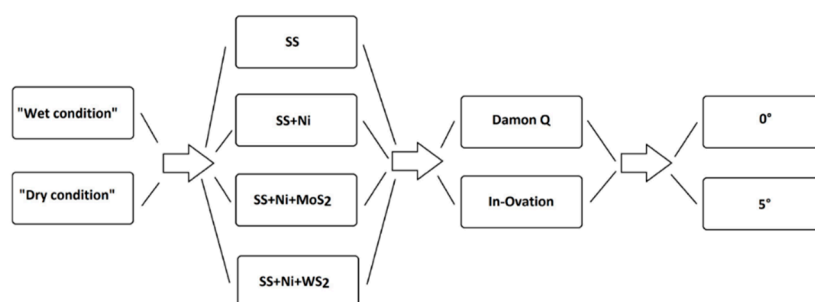 "Wet condition"
"Dry condition"
SS
SS+Ni
SS+Ni+MoS2
SS+Ni+WS2
Damon Q
In-Ovation
0°
5°